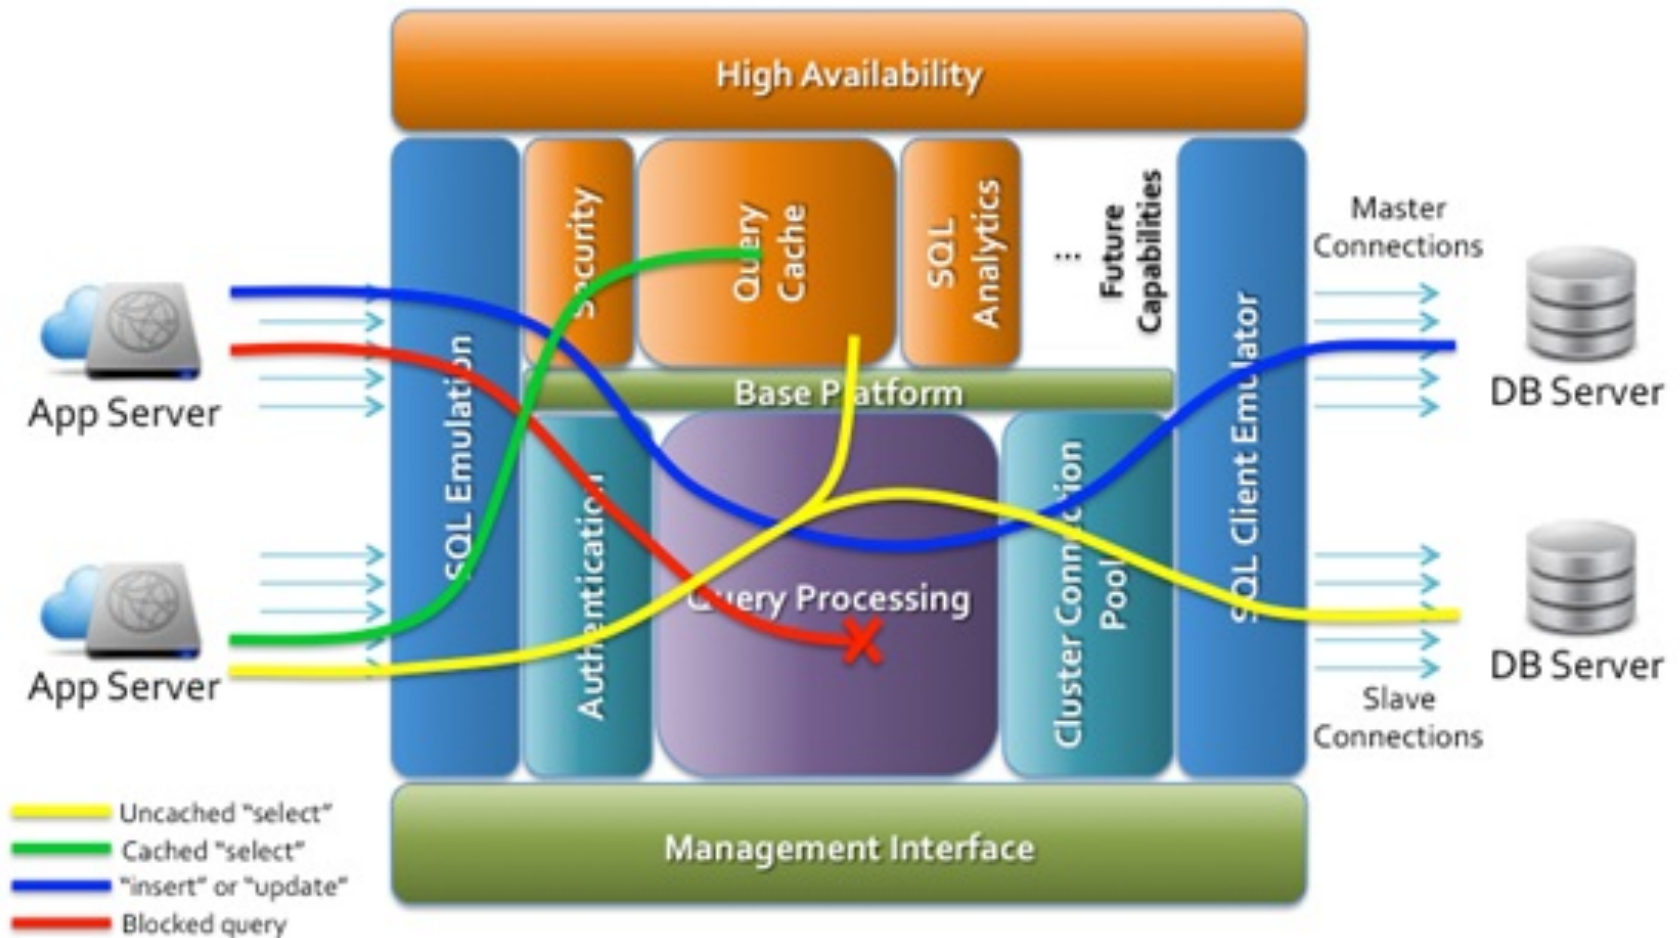 High Availability
SQL Emulation
Security
Query
Cache
SQL
Analytics
...
Future
Capabilities
SQL Client Emulator
Master
Connections
App Server
DB Server
Base Platform
Authentication
Query Processing
Cluster Connection
Pool
App Server
DB Server
Slave
Connections
Uncached "select"
Cached "select"
"insert" or "update"
Blocked query
Management Interface